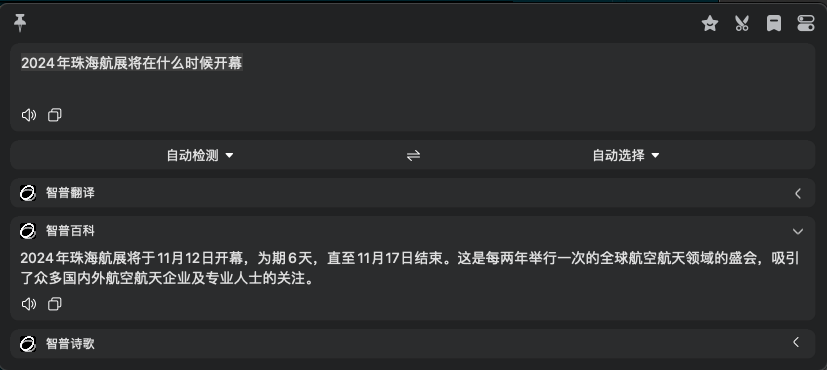 2024年珠海航展将在什么时候开幕
自动检测 自动选择
智普翻译
智普百科
2024年珠海航展将于11月12日开幕，为期6天，直至11月17日结束。这是每两年举行一次的全球航空航天领域的盛会，吸引
了众多国内外航空航天企业及专业人士的关注。
智普诗歌